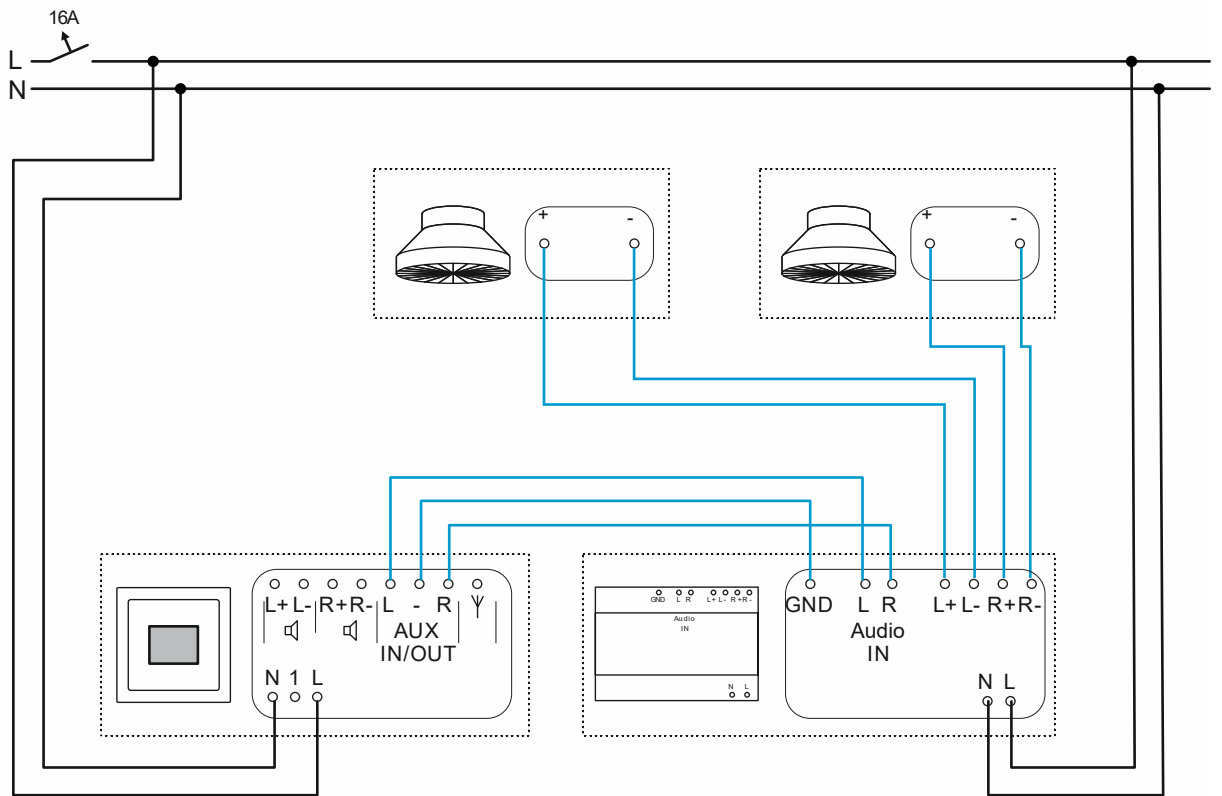 16A
L
N
+ -
+ -
L+ L- R+ R- L - R
AUX
IN/OUT
N 1 L
GND L R L+ L- R+ R-
Audio
IN
N L
GND L R L+ L- R+ R-
Audio
IN
N L